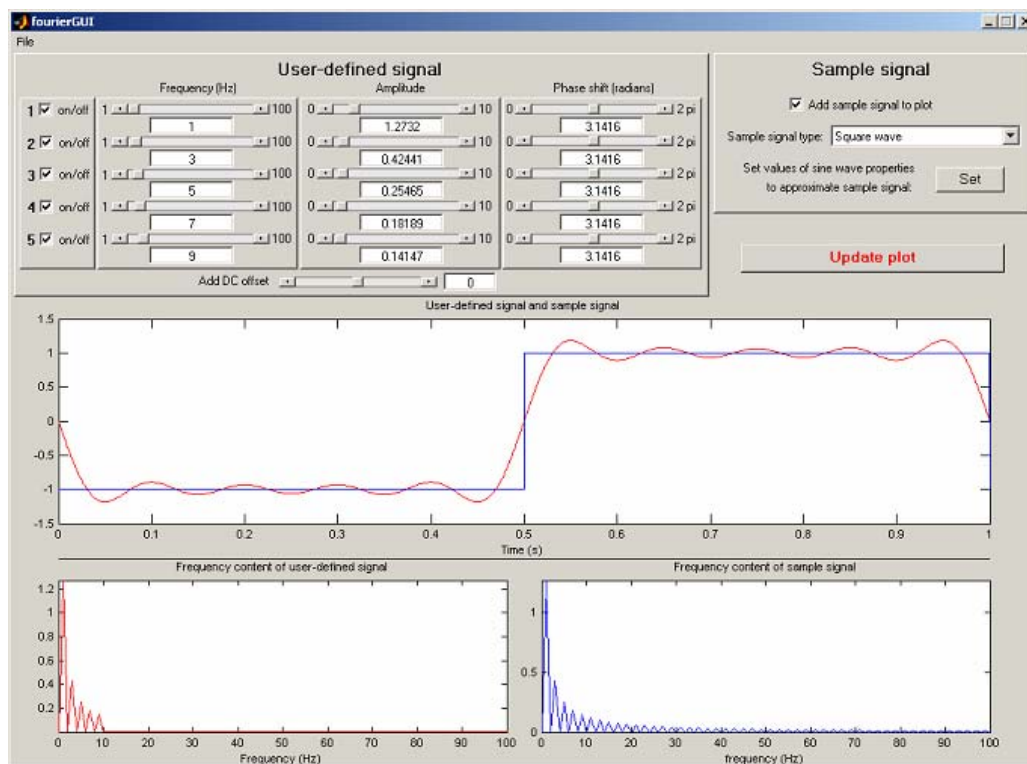 fourierGUI
File
User-defined signal
Frequency (Hz) Amplitude Phase shift (radians)
1 on/off 1 100 0 10 0 2 pi
1 1.2732 3.1416
2 on/off 1 100 0 10 0 2 pi
3 0.42441 3.1416
3 on/off 1 100 0 10 0 2 pi
5 0.25465 3.1416
4 on/off 1 100 0 10 0 2 pi
7 0.18189 3.1416
5 on/off 1 100 0 10 0 2 pi
9 0.14147 3.1416
Add DC offset 0
Sample signal
Add sample signal to plot
Sample signal type: Square wave
Set values of sine wave properties
to approximate sample signal: Set
Update plot
User-defined signal and sample signal
1.5
1
0.5
0
-0.5
-1
-1.5
0 0.1 0.2 0.3 0.4 0.5 0.6 0.7 0.8 0.9 1
Time (s)
Frequency content of user-defined signal
1.2
1
0.8
0.6
0.4
0.2
0 10 20 30 40 50 60 70 80 90 100
Frequency (Hz)
Frequency content of sample signal
1
0.5
0
0 10 20 30 40 50 60 70 80 90 100
frequency (Hz)